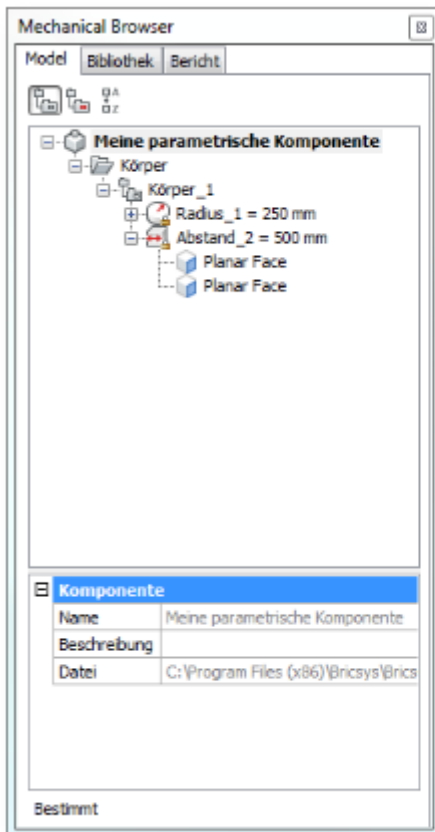 Mechanical Browser
Model Bibliothek Bericht
Meine parametrische Komponente
Körper
Körper_1
Radius_1 = 250 mm
Abstand_2 = 500 mm
Planar Face
Planar Face
Komponente
Name Meine parametrische Komponente
Beschreibung
Datei C:\Program Files (x86)\Bricsys\Brics
Bestimmt